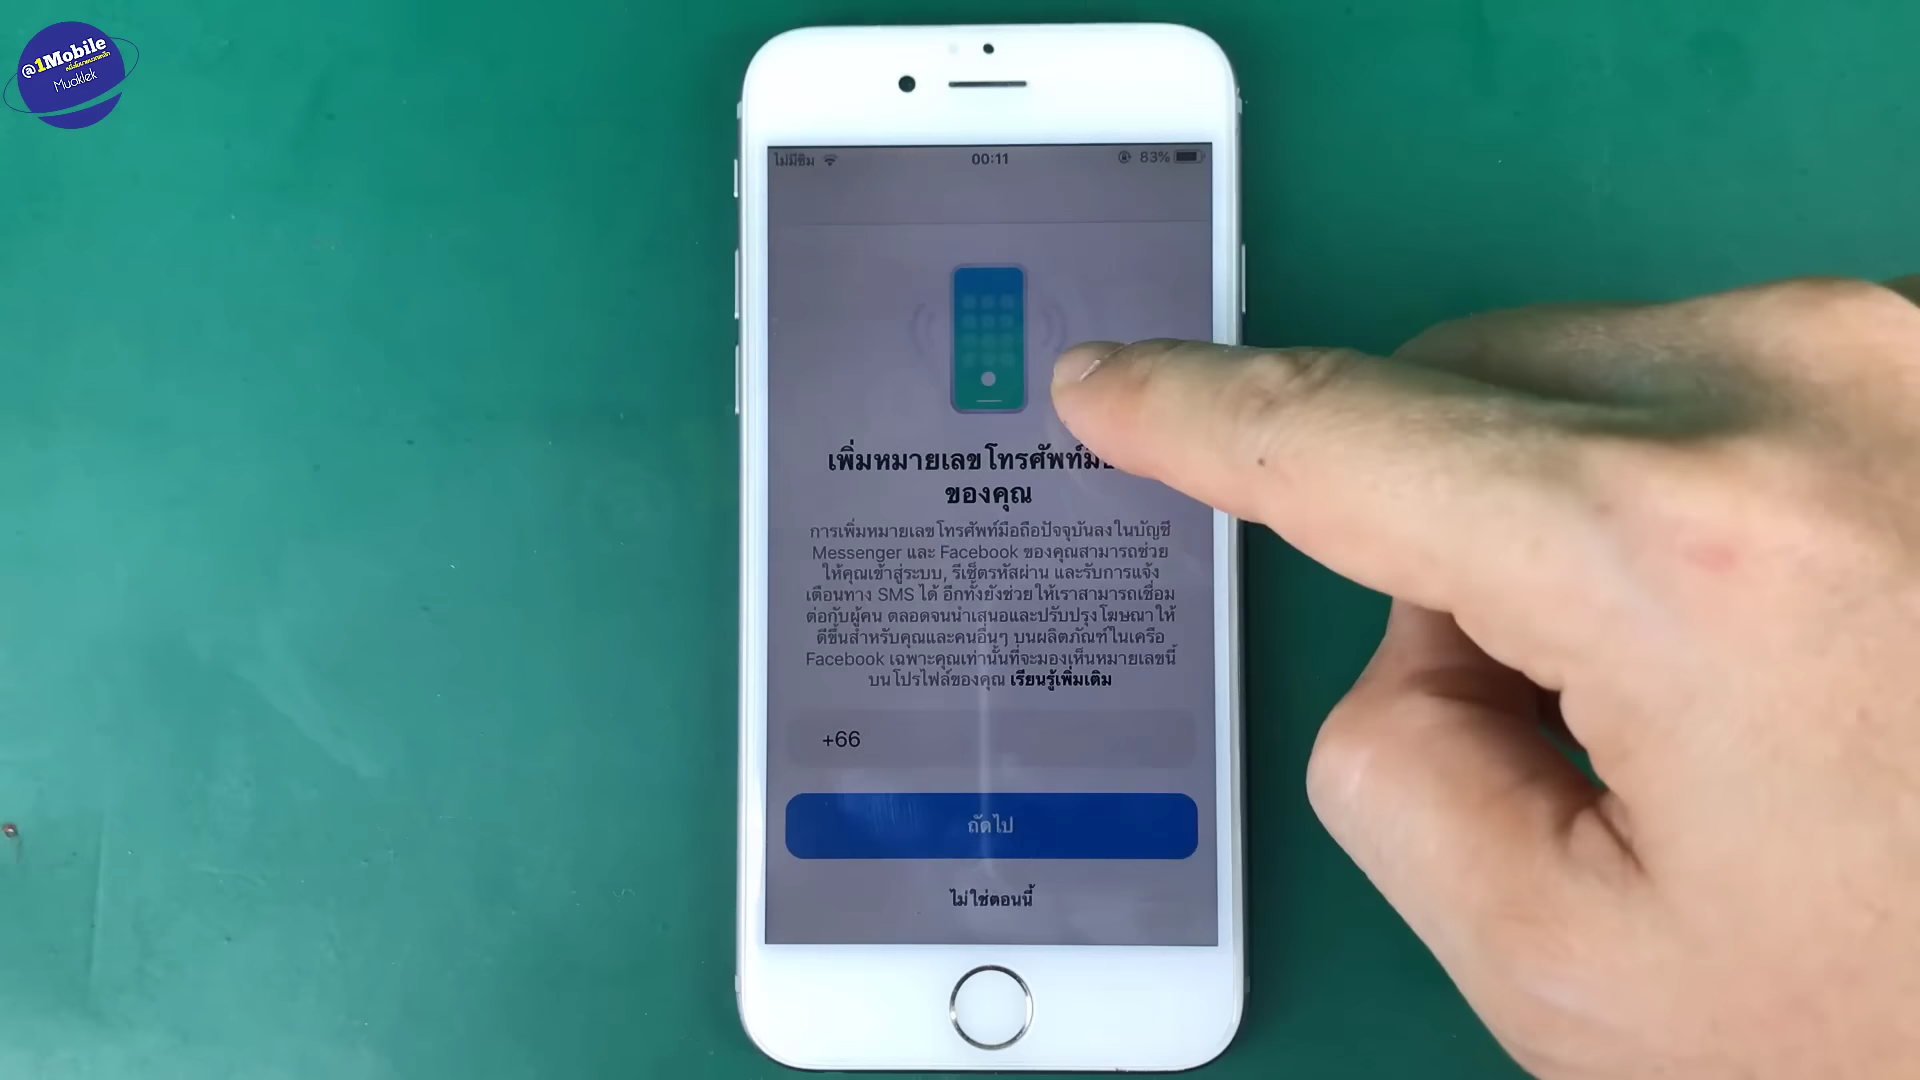 @1Mobile
Muaklek
ไม่มีซิม
00:11
83%
เพิ่มหมายเลขโทรศัพท์
ของคุณ
การเพิ่มหมายเลขโทรศัพท์มือถือปัจจุบันลงในบัญชี
Messenger และ Facebook ของคุณสามารถช่วย
ให้คุณเข้าสู่ระบบ, รีเซ็ตรหัสผ่าน และรับการแจ้ง
เตือนทาง SMS ได้ อีกทั้งยังช่วยให้เราสามารถเชื่อม
ต่อกับผู้คน ตลอดจนนำเสนอและปรับปรุงโฆษณาให้
ดีขึ้นสำหรับคุณและคนอื่นๆ บนผลิตภัณฑ์ในเครือ
Facebook เฉพาะคุณเท่านั้นที่จะมองเห็นหมายเลขนี้
บนโปรไฟล์ของคุณ เรียนรู้เพิ่มเติม
+66
ถัดไป
ไม่ใช่ตอนนี้